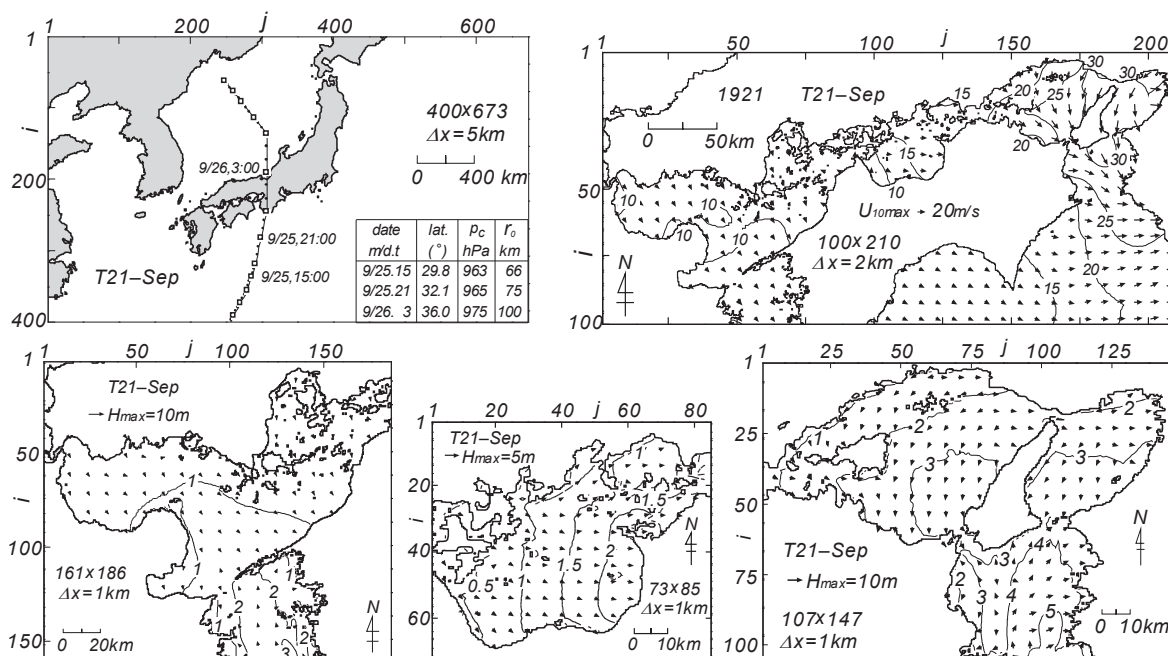 j
1 200 400 600
1
i
200
400
400x673
Δx=5km
0 400 km
9/26,3:00
9/25,21:00
9/25,15:00
T21–Sep
date lat. pc r0
m/d.t (°) hPa km
9/25.15 29.8 963 66
9/25.21 32.1 965 75
9/26. 3 36.0 975 100
j
1 50 100 150 200
1
i
50
100
1921 T21–Sep
0 50km
15 20 25 30 30
15 20 30
10 10 10 10
25
20
15
U10max → 20m/s
100x210
Δx=2km
N
j
1 50 100 150
1
i
50
100
150
T21–Sep
→ Hmax=10m
1
1
1
1
2 2
2
3
161x186
Δx=1km
0 20km
N
j
1 20 40 60 80
1
i
20
40
60
T21–Sep
→ Hmax=5m
1
1.5
2
0.5 1 1.5
73x85
Δx=1km
0 10km
N
j
1 25 50 75 100 125
1
i
25
50
75
100
1 2 2
3 3
3 4
2 3 4 5
T21–Sep
→ Hmax=10m
107x147
Δx=1km
0 10km
N